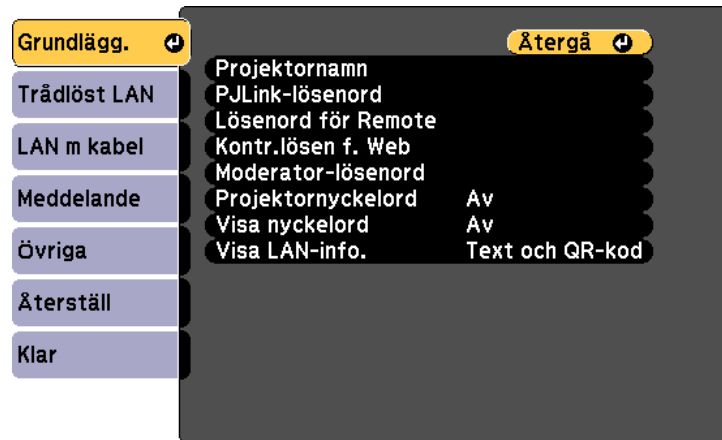 Grundlägg.
Trådlöst LAN
LAN m kabel
Meddelande
Övriga
Återställ
Klar
Återgå
Projektornamn
PJLink-lösenord
Lösenord för Remote
Kontr.lösen f. Web
Moderator-lösenord
Projektornyckelord Av
Visa nyckelord Av
Visa LAN-info. Text och QR-kod